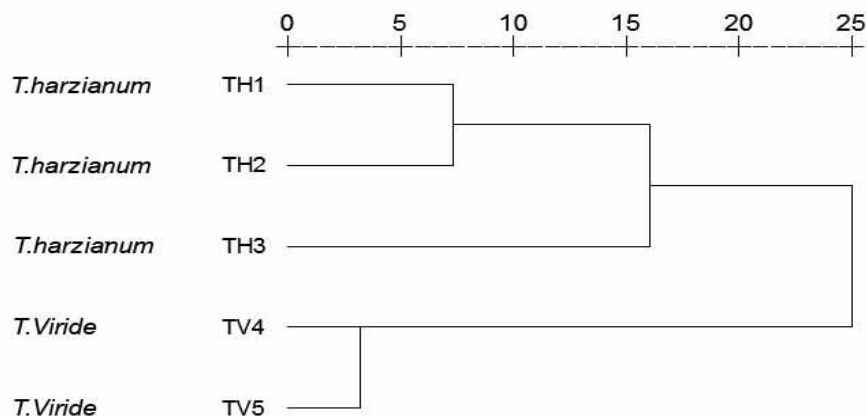 0 5 10 15 20 25
T.harzianum TH1
T.harzianum TH2
T.harzianum TH3
T.Viride TV4
T.Viride TV5